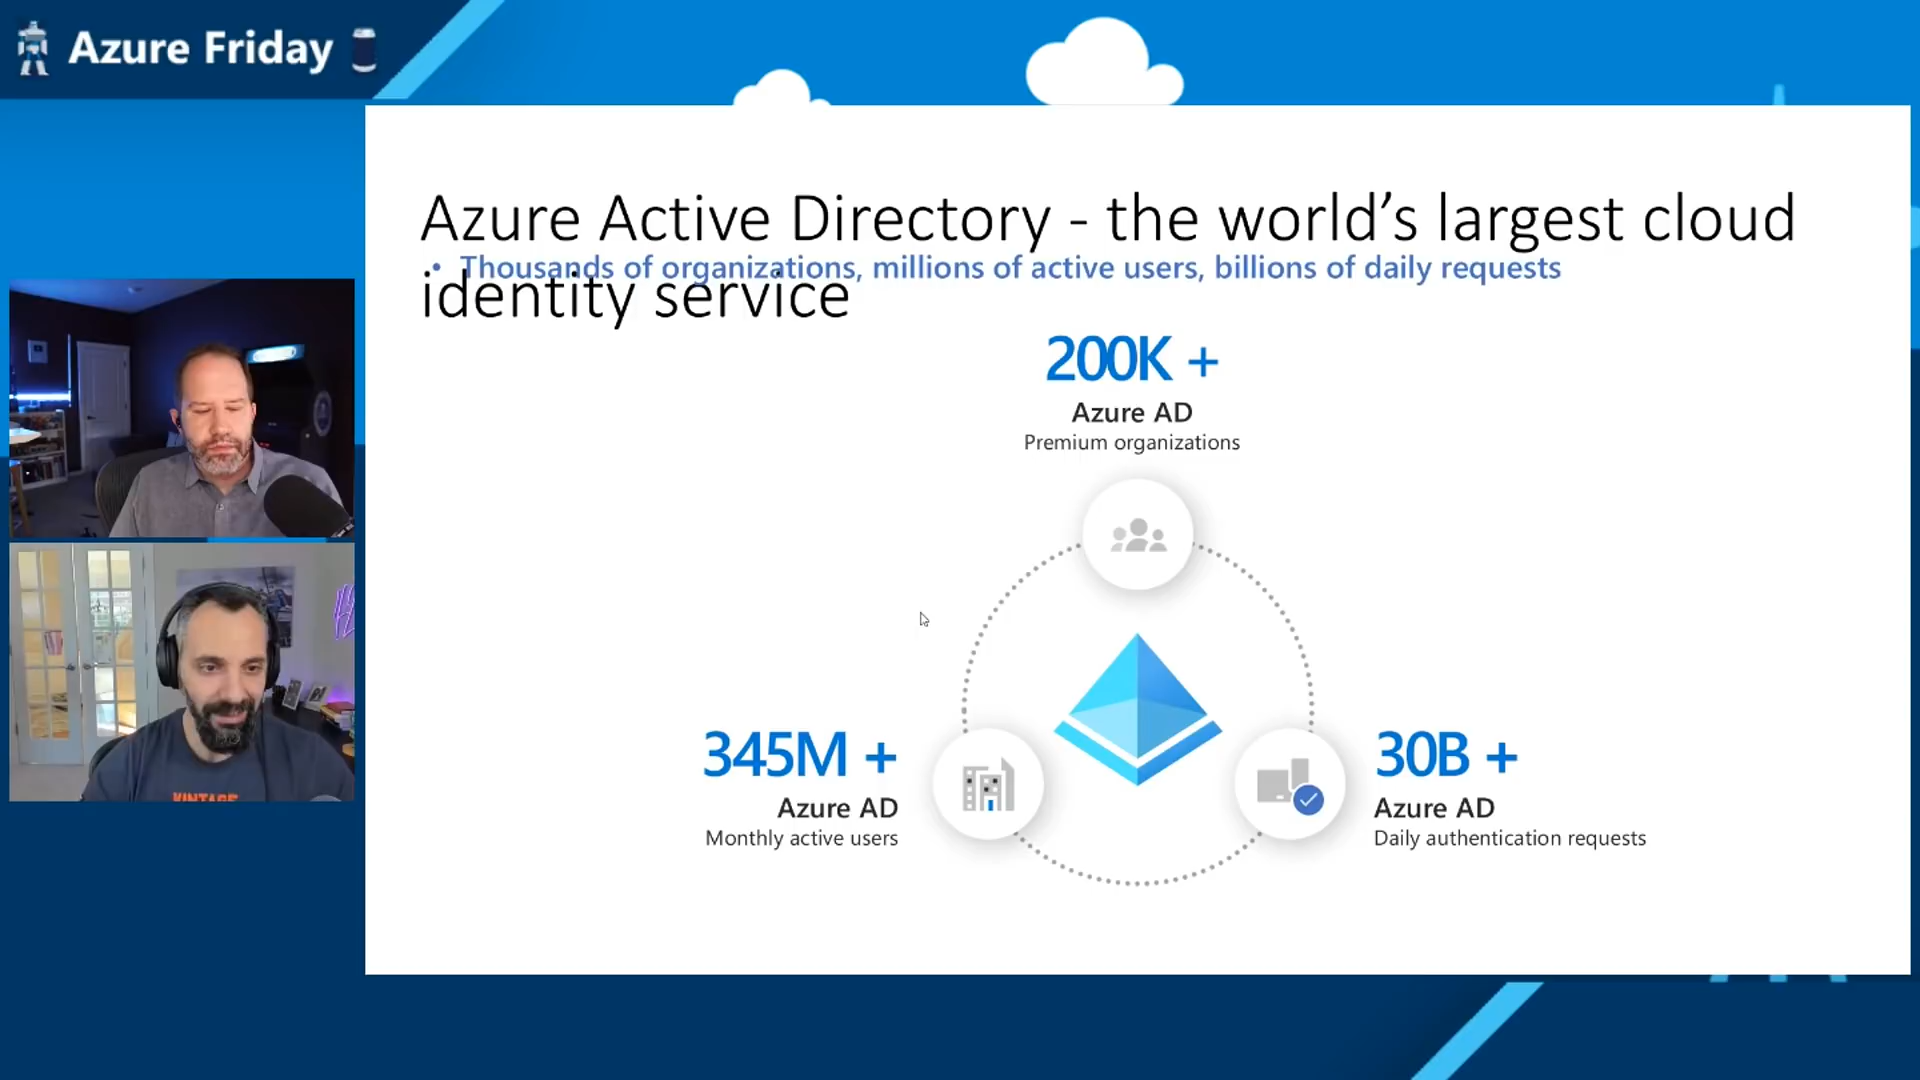 Azure Friday
Azure Active Directory - the world’s largest cloud
identity service
• Thousands of organizations, millions of active users, billions of daily requests
200K +
Azure AD
Premium organizations
345M +
Azure AD
Monthly active users
30B +
Azure AD
Daily authentication requests
VINTAGE